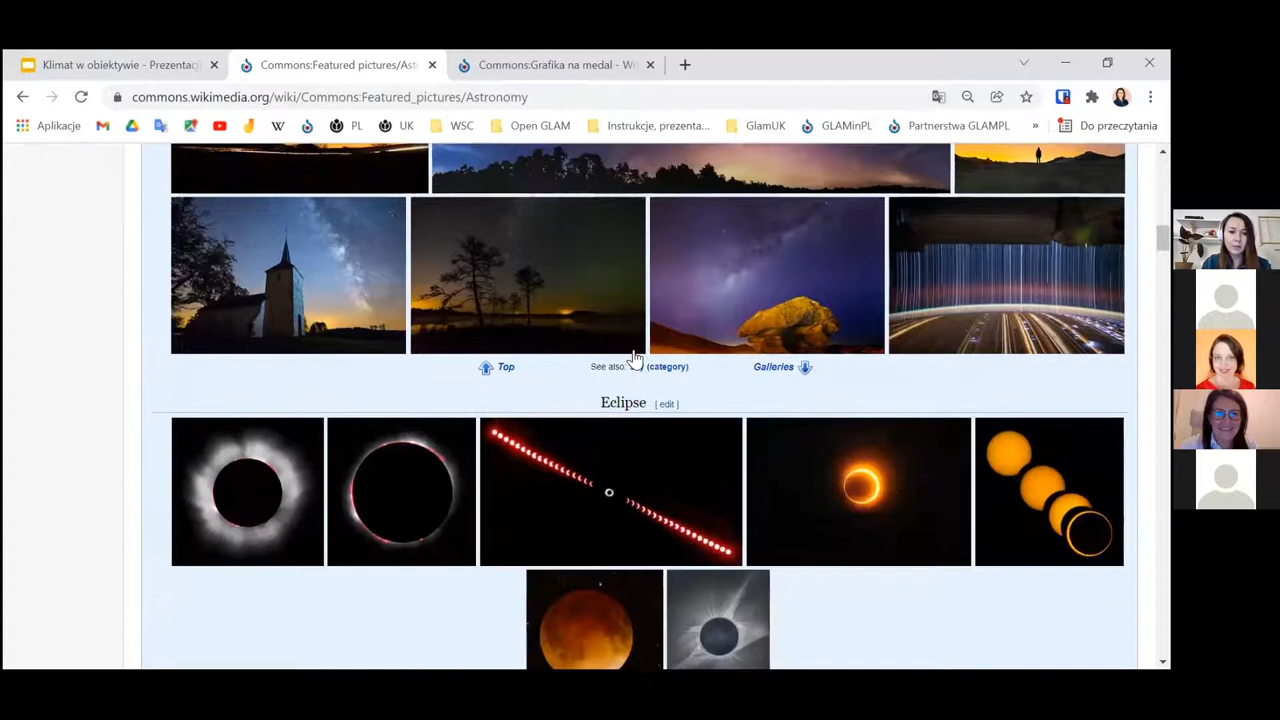 Klimat w obiektywie - Prezentacj
Commons:Featured pictures/Ast
Commons:Grafika na medal - Wi
commons.wikimedia.org/wiki/Commons:Featured_pictures/Astronomy
Aplikacje PL UK WSC Open GLAM Instrukcje, prezenta... GlamUK GLAMinPL Partnerstwa GLAMPL » Do przeczytania
Top See also: (category) Galleries
Eclipse [ edit ]